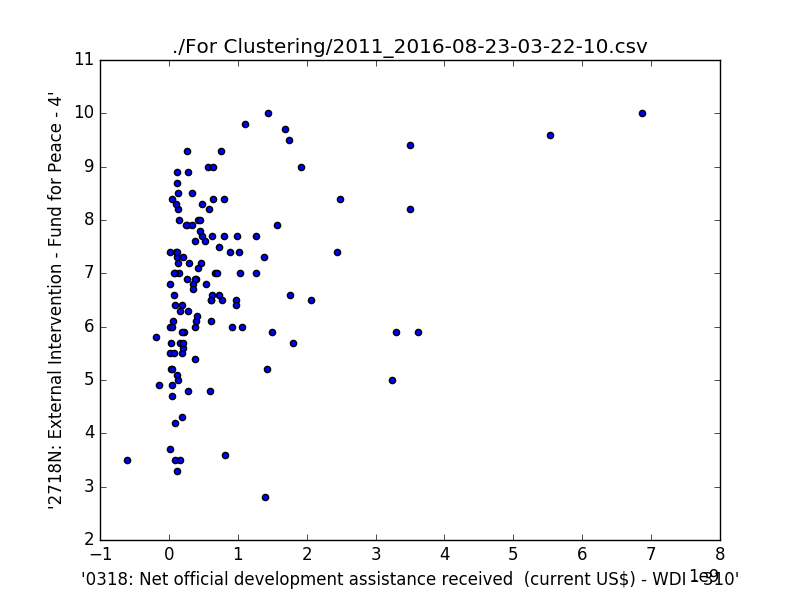 ./For Clustering/2011_2016-08-23-03-22-10.csv
11
10
9
8
7
6
5
4
3
2
'2718N: External Intervention - Fund for Peace - 4'
−1 0 1 2 3 4 5 6 7 8
1e9
'0318: Net official development assistance received (current US$) - WDI - 310'